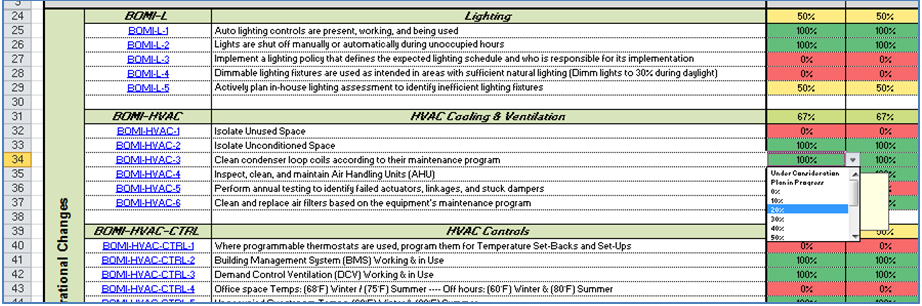 24 BOMI-L Lighting 50% 50%
25 BOMI-L-1 Auto lighting controls are present, working, and being used 100% 100%
26 BOMI-L-2 Lights are shut off manually or automatically during unoccupied hours 100% 100%
27 BOMI-L-3 Implement a lighting policy that defines the expected lighting schedule and who is responsible for its implementation 0% 0%
28 BOMI-L-4 Dimmable lighting fixtures are used as intended in areas with sufficient natural lighting (Dimm lights to 30% during daylight) 0% 0%
29 BOMI-L-5 Actively plan in-house lighting assessment to identify inefficient lighting fixtures 50% 50%
30
31 BOMI-HVAC HVAC Cooling & Ventilation 67% 67%
32 BOMI-HVAC-1 Isolate Unused Space 0% 0%
33 BOMI-HVAC-2 Isolate Unconditioned Space 100% 100%
34 BOMI-HVAC-3 Clean condenser loop coils according to their maintenance program 100%
35 BOMI-HVAC-4 Inspect, clean, and maintain Air Handling Units (AHU)
36 BOMI-HVAC-5 Perform annual testing to identify failed actuators, linkages, and stuck dampers
37 BOMI-HVAC-6 Clean and replace air filters based on the equipment's maintenance program
38
Under Consideration
Plan in Progress
0%
10%
20%
30%
40%
50%
39 BOMI-HVAC-CTRL HVAC Controls
40 BOMI-HVAC-CTRL-1 Where programmable thermostats are used, program them for Temperature Set-Backs and Set-Ups 0% 0%
41 BOMI-HVAC-CTRL-2 Building Management System (BMS) Working & in Use 100% 100%
42 BOMI-HVAC-CTRL-3 Demand Control Ventilation (DCV) Working & in Use 100% 100%
43 BOMI-HVAC-CTRL-4 Office space Temps: (68°F) Winter / (75°F) Summer ---- Off hours: (60°F) Winter & (80°F) Summer 0% 0%
rational Changes